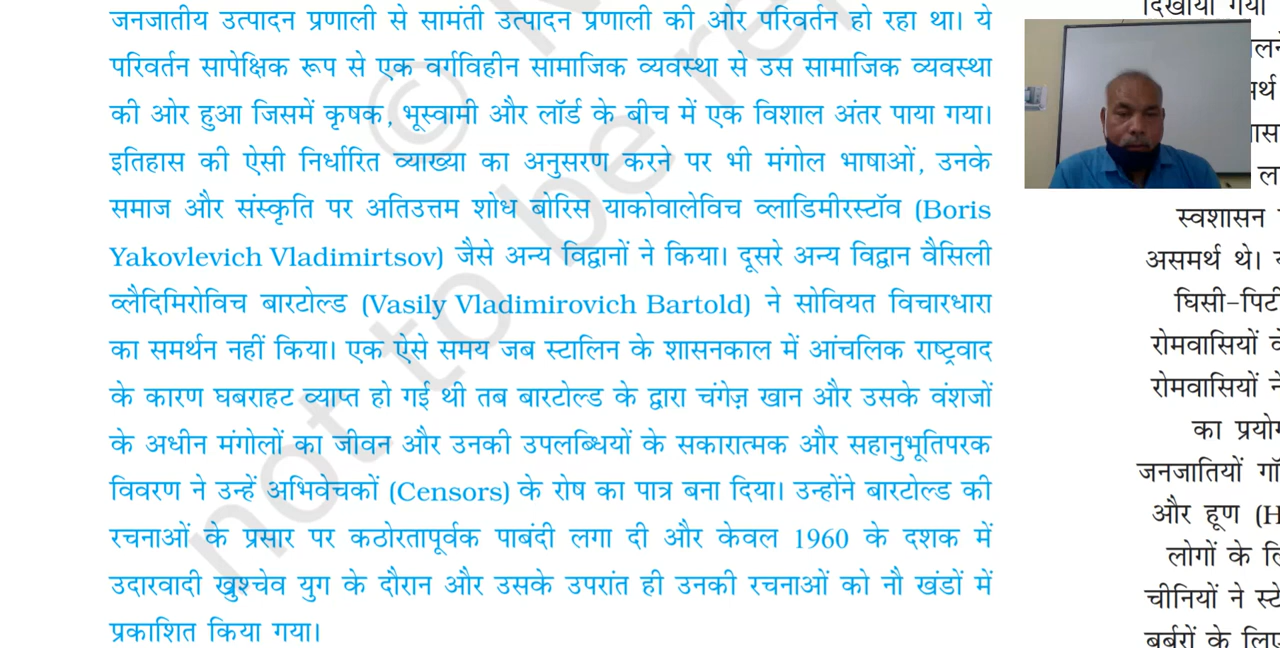 जनजातीय उत्पादन प्रणाली से सामंती उत्पादन प्रणाली की ओर परिवर्तन हो रहा था। ये
परिवर्तन सापेक्षिक रूप से एक वर्गविहीन सामाजिक व्यवस्था से उस सामाजिक व्यवस्था
की ओर हुआ जिसमें कृषक, भूस्वामी और लॉर्ड के बीच में एक विशाल अंतर पाया गया।
इतिहास की ऐसी निर्धारित व्याख्या का अनुसरण करने पर भी मंगोल भाषाओं, उनके
समाज और संस्कृति पर अतिउत्तम शोध बोरिस याकोवालेविच व्लाडिमीरस्टॉव (Boris
Yakovlevich Vladimirtsov) जैसे अन्य विद्वानों ने किया। दूसरे अन्य विद्वान वैसिली
व्लैदिमिरोविच बारटोल्ड (Vasily Vladimirovich Bartold) ने सोवियत विचारधारा
का समर्थन नहीं किया। एक ऐसे समय जब स्टालिन के शासनकाल में आंचलिक राष्ट्रवाद
के कारण घबराहट व्याप्त हो गई थी तब बारटोल्ड के द्वारा चंगेज़ खान और उसके वंशजों
के अधीन मंगोलों का जीवन और उनकी उपलब्धियों के सकारात्मक और सहानुभूतिपरक
विवरण ने उन्हें अभिवेचकों (Censors) के रोष का पात्र बना दिया। उन्होंने बारटोल्ड की
रचनाओं के प्रसार पर कठोरतापूर्वक पाबंदी लगा दी और केवल 1960 के दशक में
उदारवादी ख्रुश्चेव युग के दौरान और उसके उपरांत ही उनकी रचनाओं को नौ खंडों में
प्रकाशित किया गया।
दिखाया गया
स्वशासन
असमर्थ थे।
घिसी-पिटी
रोमवासियों
रोमवासियों ने
का प्रयोग
जनजातियों
और हूण
लोगों के
चीनियों ने
बर्बरों के लिए
not to be
©